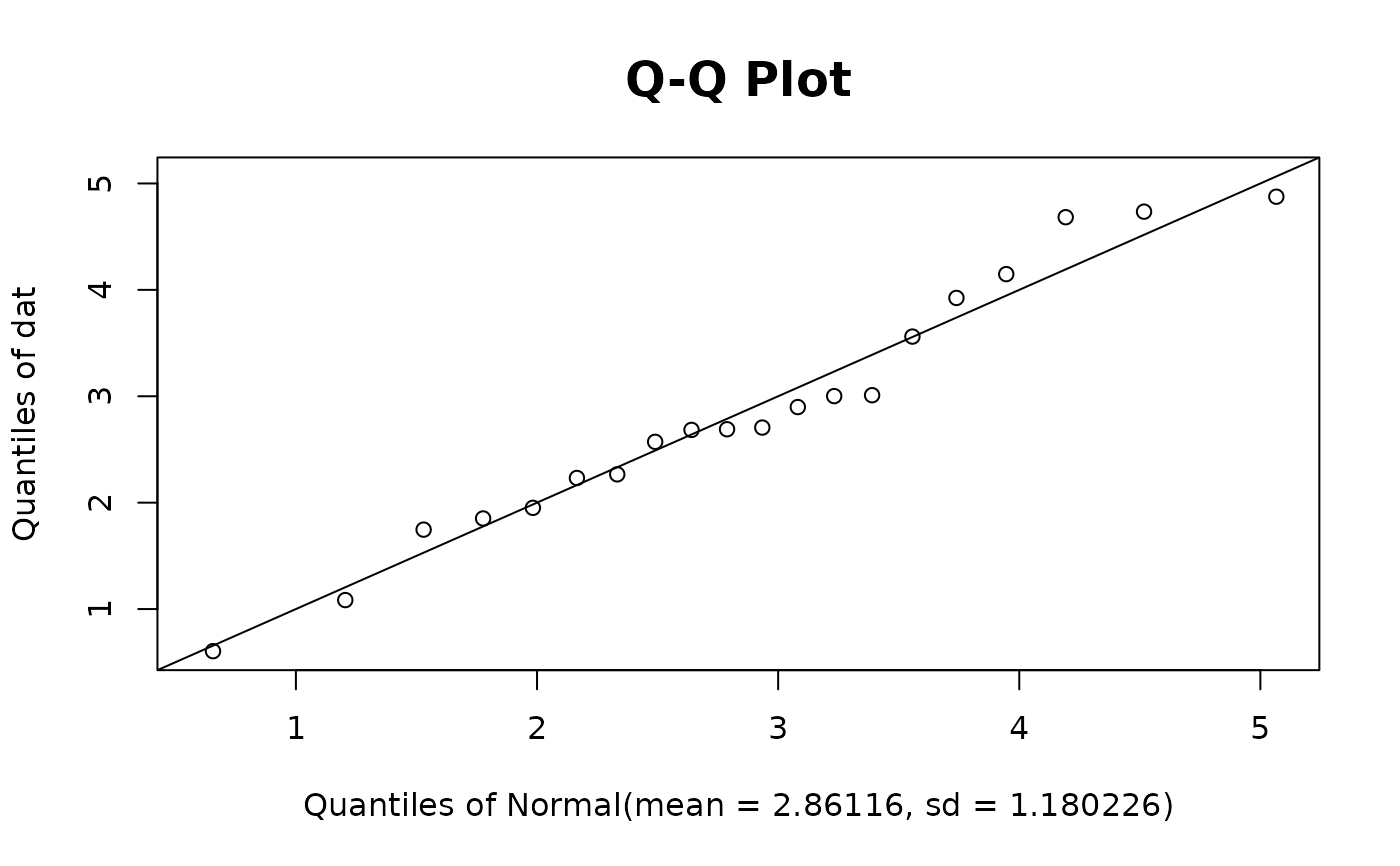 Q-Q Plot
Quantiles of dat
5
4
3
2
1
1 2 3 4 5
Quantiles of Normal(mean = 2.86116, sd = 1.180226)